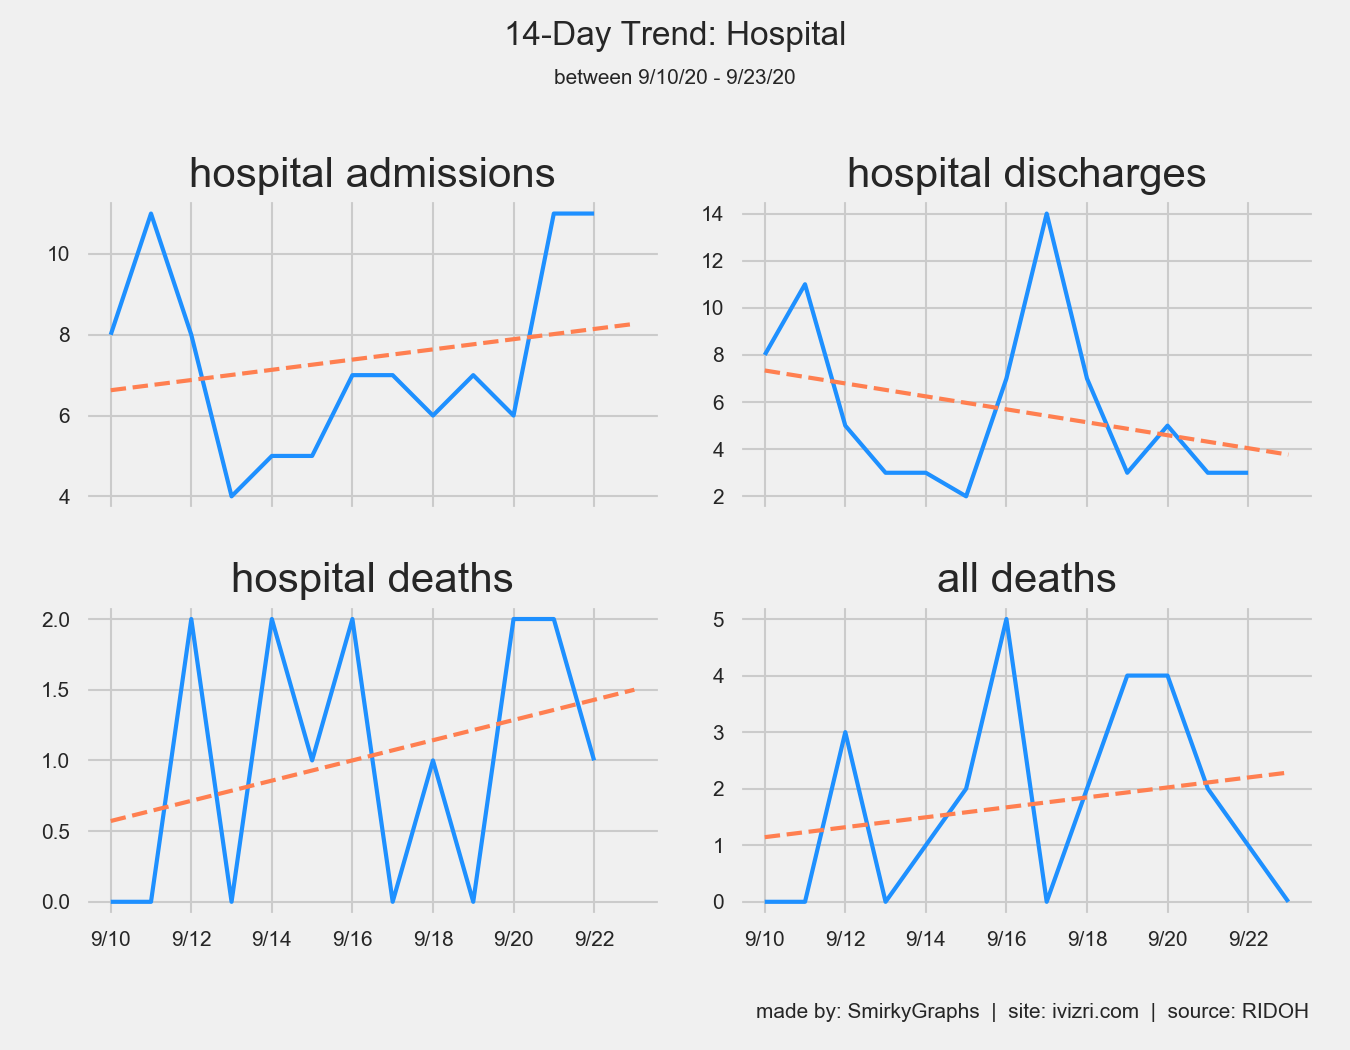 14-Day Trend: Hospital
between 9/10/20 - 9/23/20
hospital admissions
10
8
6
4
hospital discharges
14
12
10
8
6
4
2
hospital deaths
2.0
1.5
1.0
0.5
0.0
9/10 9/12 9/14 9/16 9/18 9/20 9/22
all deaths
5
4
3
2
1
0
9/10 9/12 9/14 9/16 9/18 9/20 9/22
made by: SmirkyGraphs | site: ivizri.com | source: RIDOH